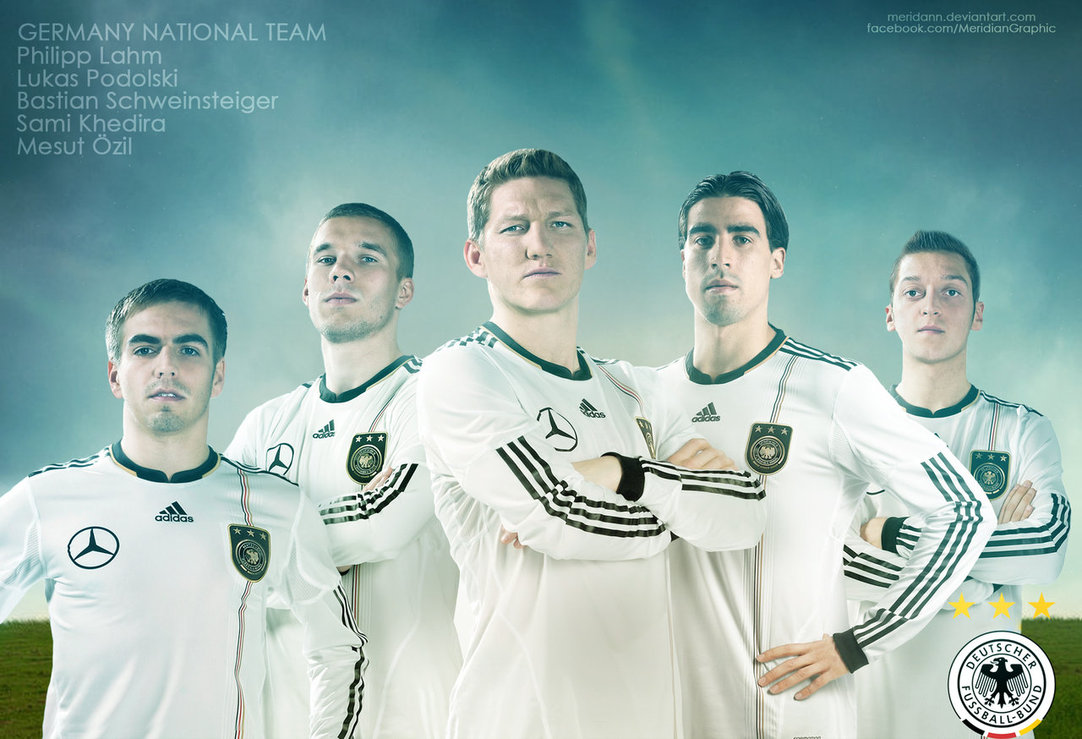 GERMANY NATIONAL TEAM
Philipp Lahm
Lukas Podolski
Bastian Schweinsteiger
Sami Khedira
Mesut Özil
meridann.deviantart.com
facebook.com/MeridianGraphic
adidas
adidas
adidas
adidas
DEUTSCHER
FUSSBALL-BUND